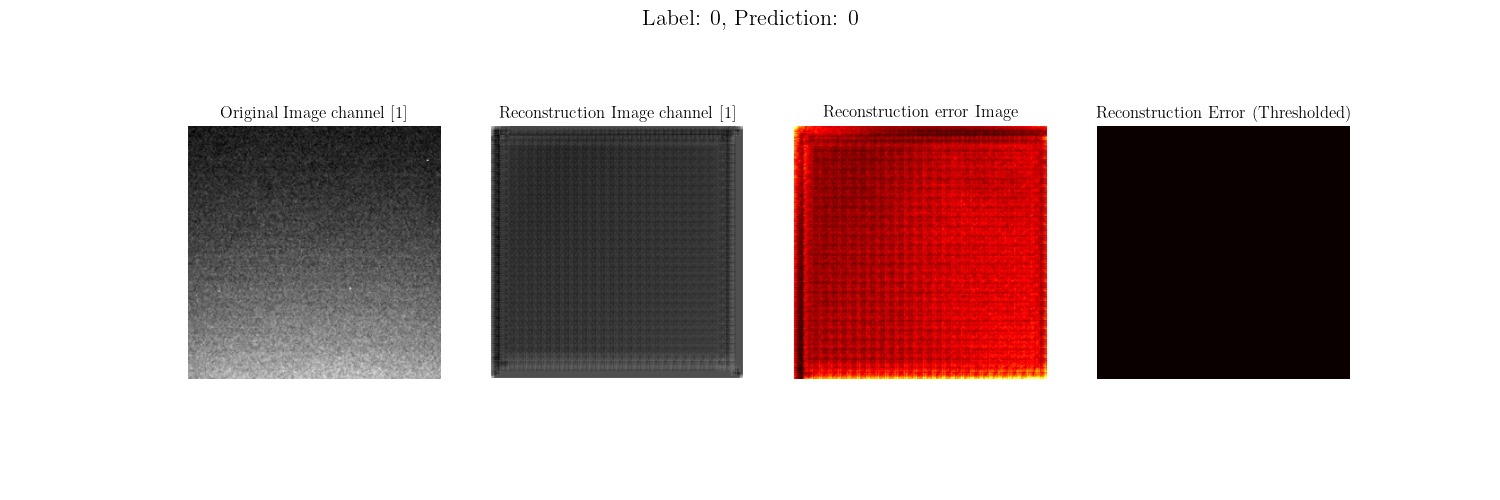 Label: 0, Prediction: 0
Original Image channel [1]
Reconstruction Image channel [1]
Reconstruction error Image
Reconstruction Error (Thresholded)